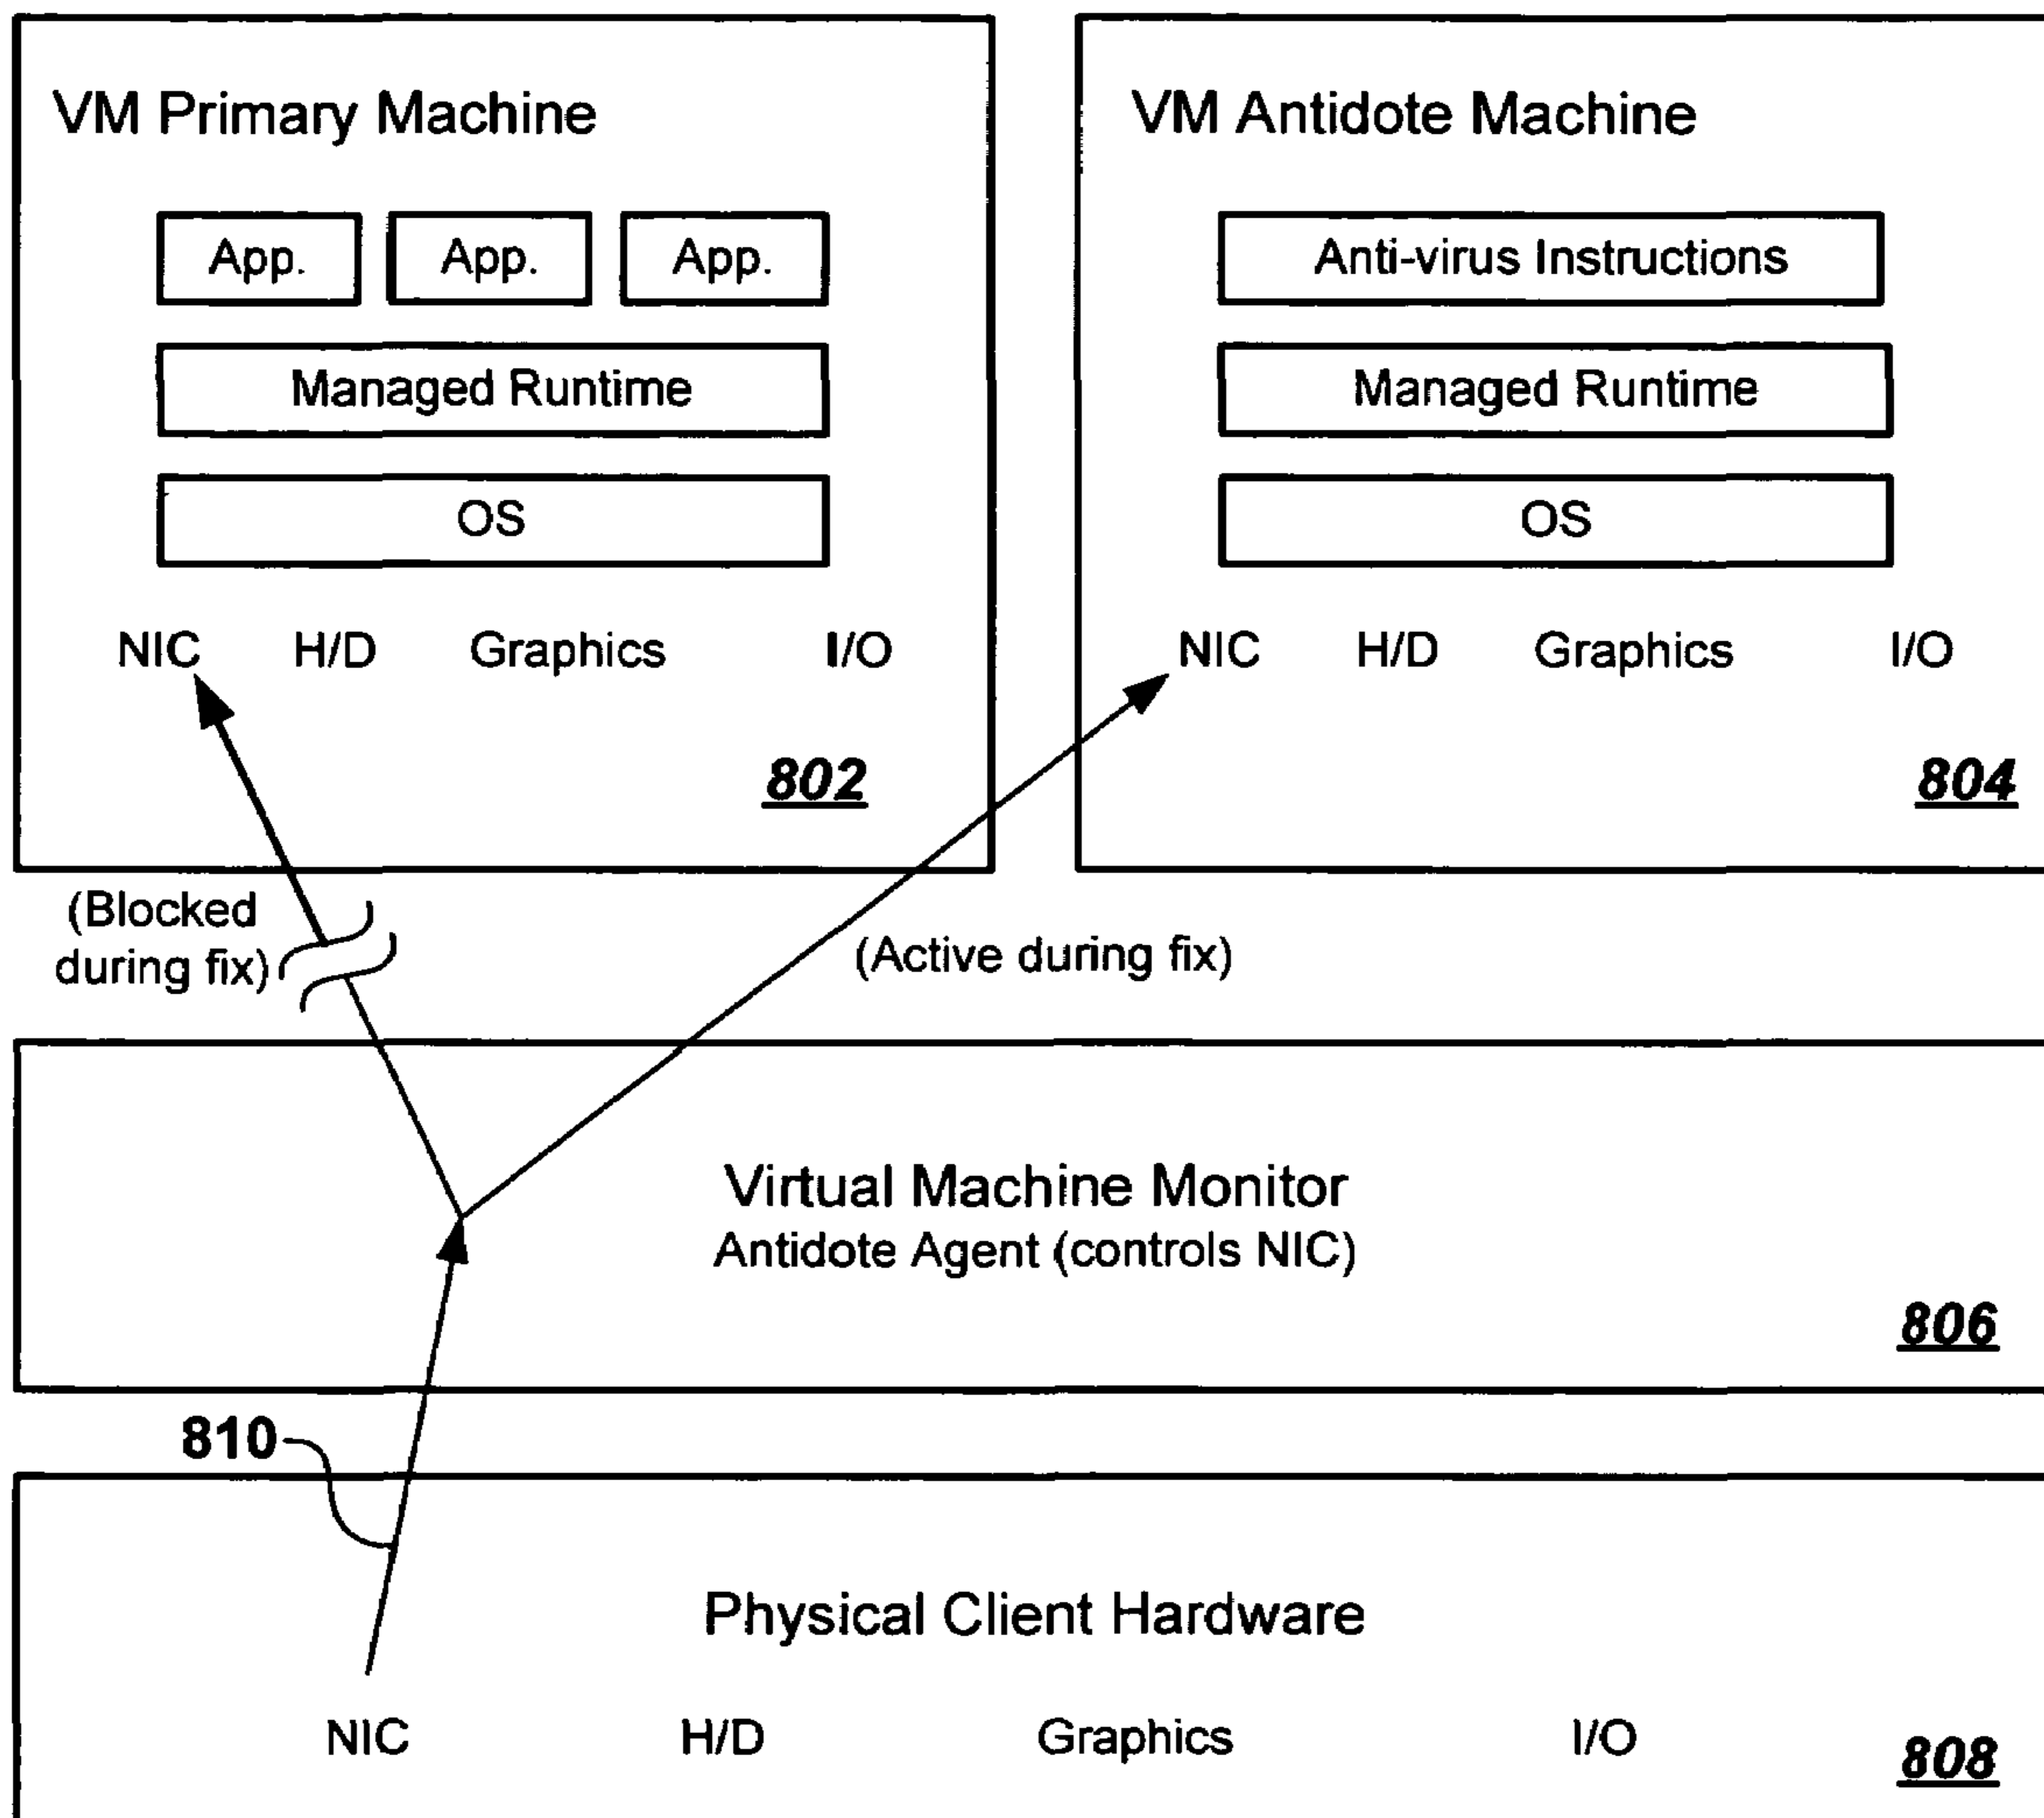 VM Primary Machine
App. App. App.
Managed Runtime
OS
NIC H/D Graphics I/O
802
VM Antidote Machine
Anti-virus Instructions
Managed Runtime
OS
NIC H/D Graphics I/O
804
(Blocked
during fix)
(Active during fix)
Virtual Machine Monitor
Antidote Agent (controls NIC)
806
810
Physical Client Hardware
NIC H/D Graphics I/O
808